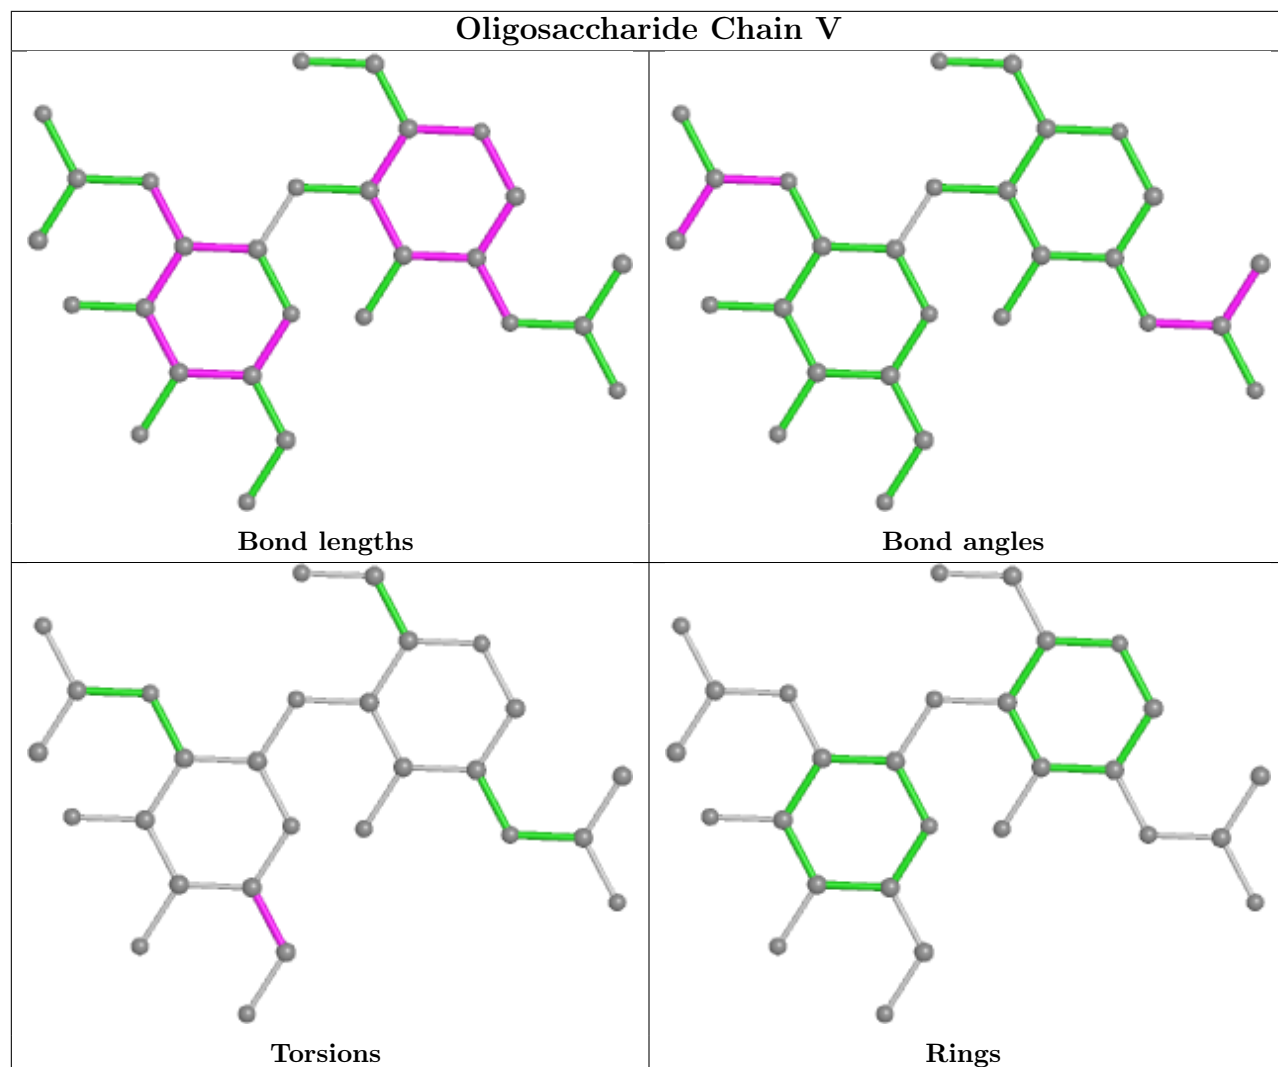 Oligosaccharide Chain V
Bond lengths
Bond angles
Torsions
Rings